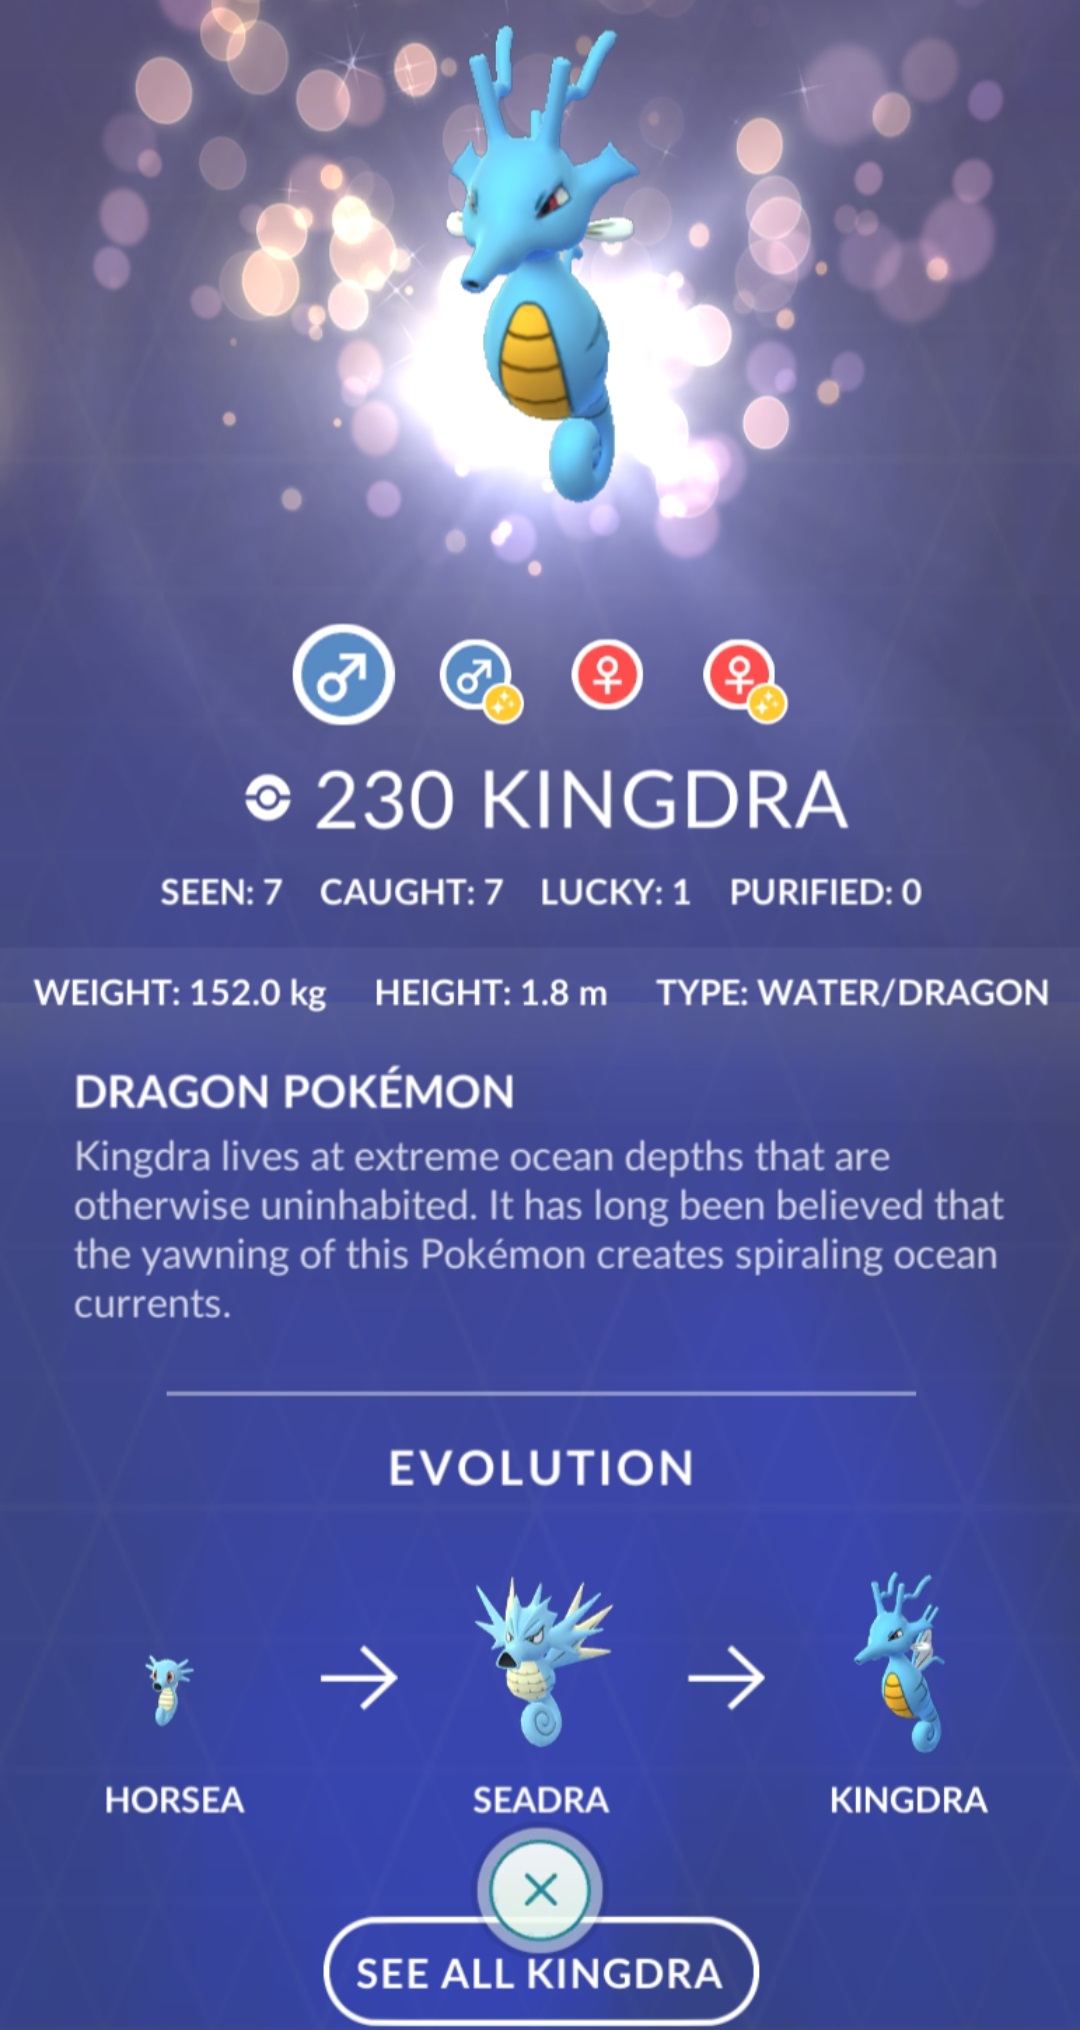 230 KINGDRA
SEEN: 7 CAUGHT: 7 LUCKY: 1 PURIFIED: 0
WEIGHT: 152.0 kg HEIGHT: 1.8 m TYPE: WATER/DRAGON
DRAGON POKÉMON
Kingdra lives at extreme ocean depths that are
otherwise uninhabited. It has long been believed that
the yawning of this Pokémon creates spiraling ocean
currents.
EVOLUTION
HORSEA SEADRA KINGDRA
SEE ALL KINGDRA